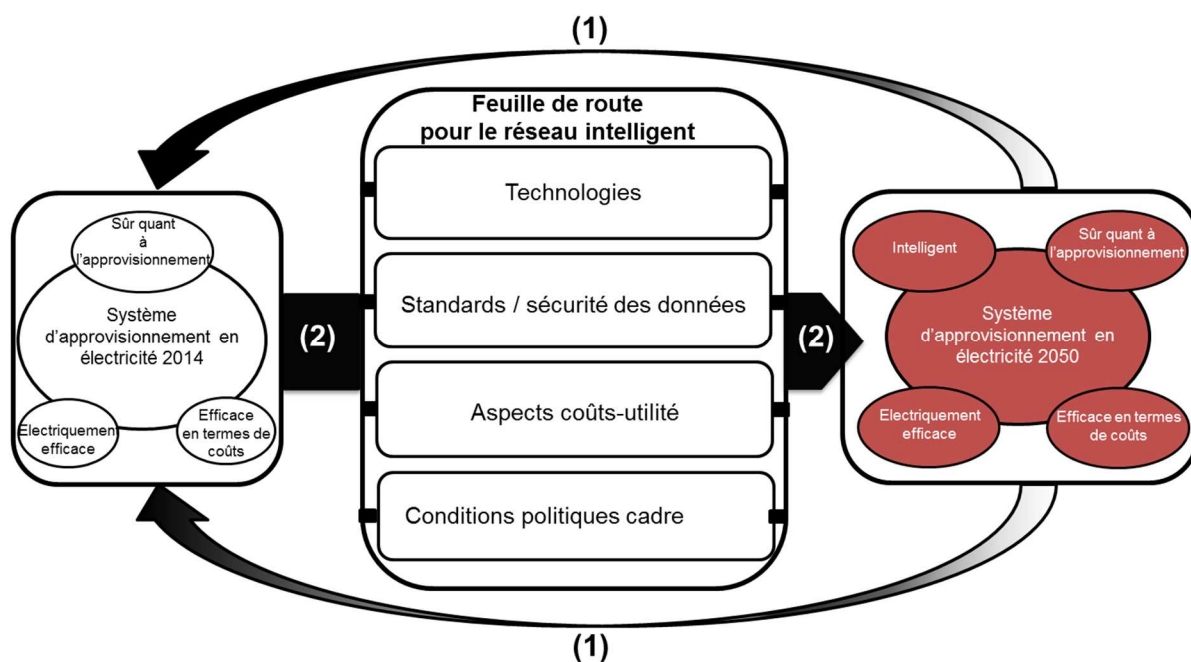 (1)
Feuille de route
pour le réseau intelligent
Technologies
Standards / sécurité des données
Aspects coûts-utilité
Conditions politiques cadre
Sûr quant
à
l'approvisionnement
Système
d'approvisionnement en
électricité 2014
Electriquement
efficace
Efficace
en termes de
coûts
(2)
(2)
Intelligent
Sûr quant à
l'approvisionnement
Système
d'approvisionnement en
électricité 2050
Electriquement
efficace
Efficace en termes
de coûts
(1)